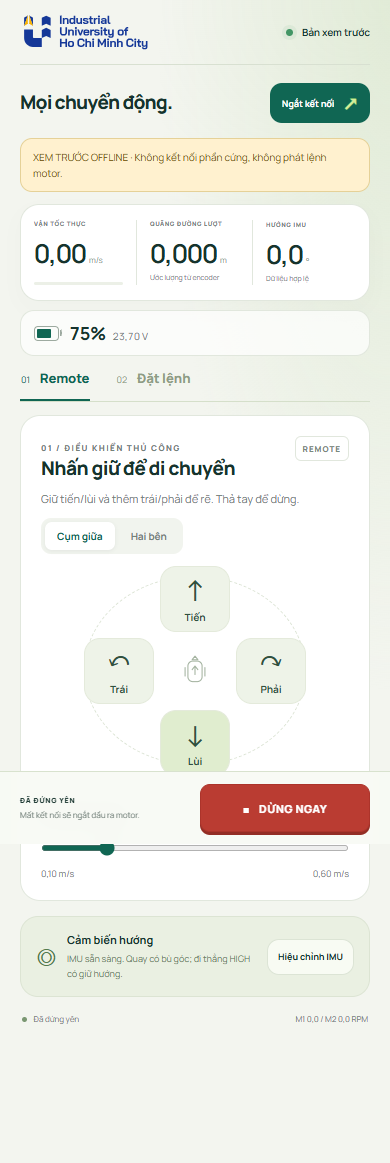 Industrial
University of
Ho Chi Minh City
Bản xem trước
Mọi chuyển động.
Ngắt kết nối
XEM TRƯỚC OFFLINE · Không kết nối phần cứng, không phát lệnh
motor.
VẬN TỐC THỰC
0,00 m/s
QUÃNG ĐƯỜNG LƯỢT
0,000 m
Ước lượng từ encoder
HƯỚNG IMU
0,0 °
Dữ liệu hợp lệ
75% 23,70 V
01 Remote
02 Đặt lệnh
01 / ĐIỀU KHIỂN THỦ CÔNG
REMOTE
Nhấn giữ để di chuyển
Giữ tiến/lùi và thêm trái/phải để rẽ. Thả tay để dừng.
Cụm giữa
Hai bên
Tiến
Trái
Phải
Lùi
ĐÃ ĐỨNG YÊN
Mất kết nối sẽ ngắt đầu ra motor.
DỪNG NGAY
0,10 m/s
0,60 m/s
Cảm biến hướng
IMU sẵn sàng. Quay có bù góc; đi thẳng HIGH
có giữ hướng.
Hiệu chỉnh IMU
Đã đứng yên
M1 0,0 / M2 0,0 RPM